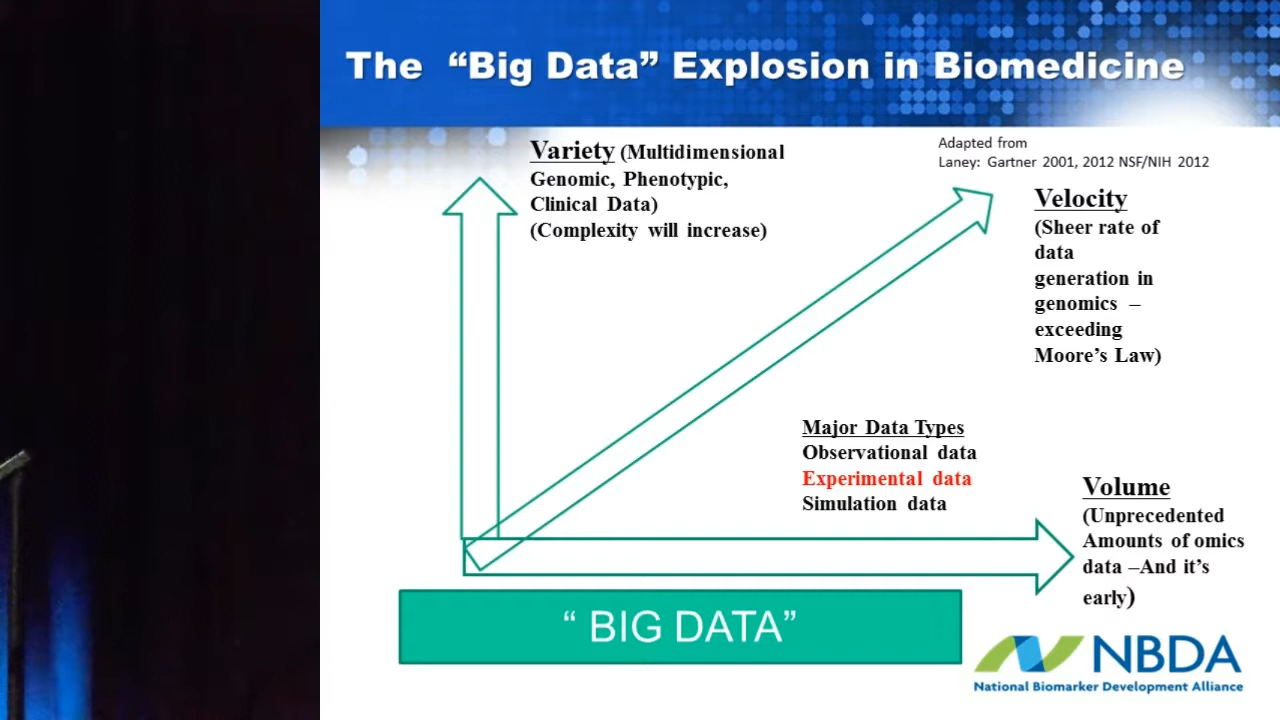 The “Big Data” Explosion in Biomedicine
Adapted from
Laney: Gartner 2001, 2012 NSF/NIH 2012
Variety (Multidimensional
Genomic, Phenotypic,
Clinical Data)
(Complexity will increase)
Velocity
(Sheer rate of
data
generation in
genomics –
exceeding
Moore’s Law)
Major Data Types
Observational data
Experimental data
Simulation data
Volume
(Unprecedented
Amounts of omics
data –And it’s
early)
“ BIG DATA”
NBDA
National Biomarker Development Alliance